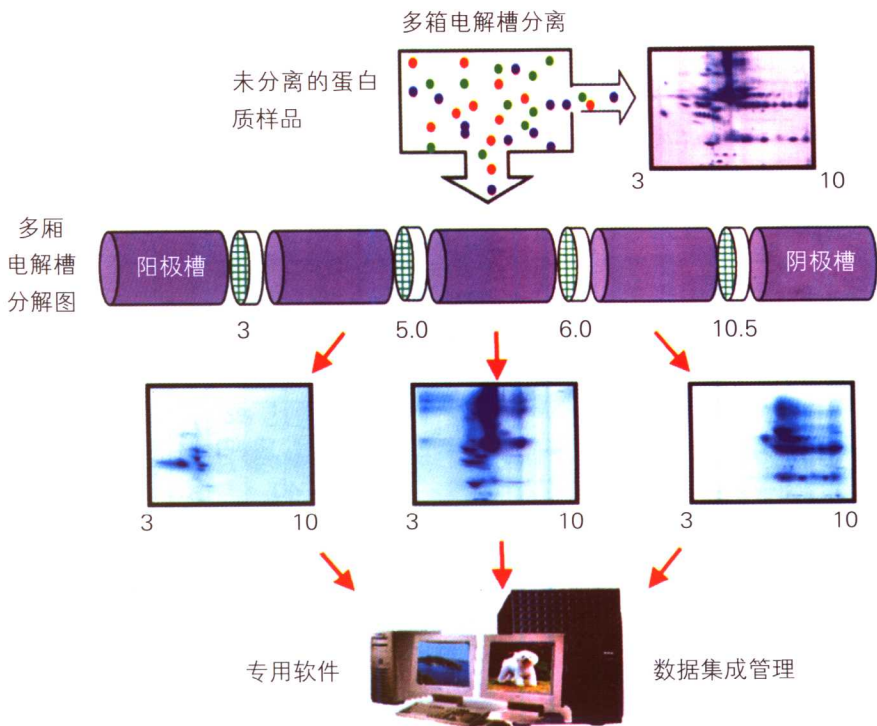 多箱电解槽分离
未分离的蛋白
质样品
3
10
多厢
电解槽
分解图
阳极槽
阴极槽
3
5.0
6.0
10.5
3
10
3
10
3
10
专用软件
数据集成管理